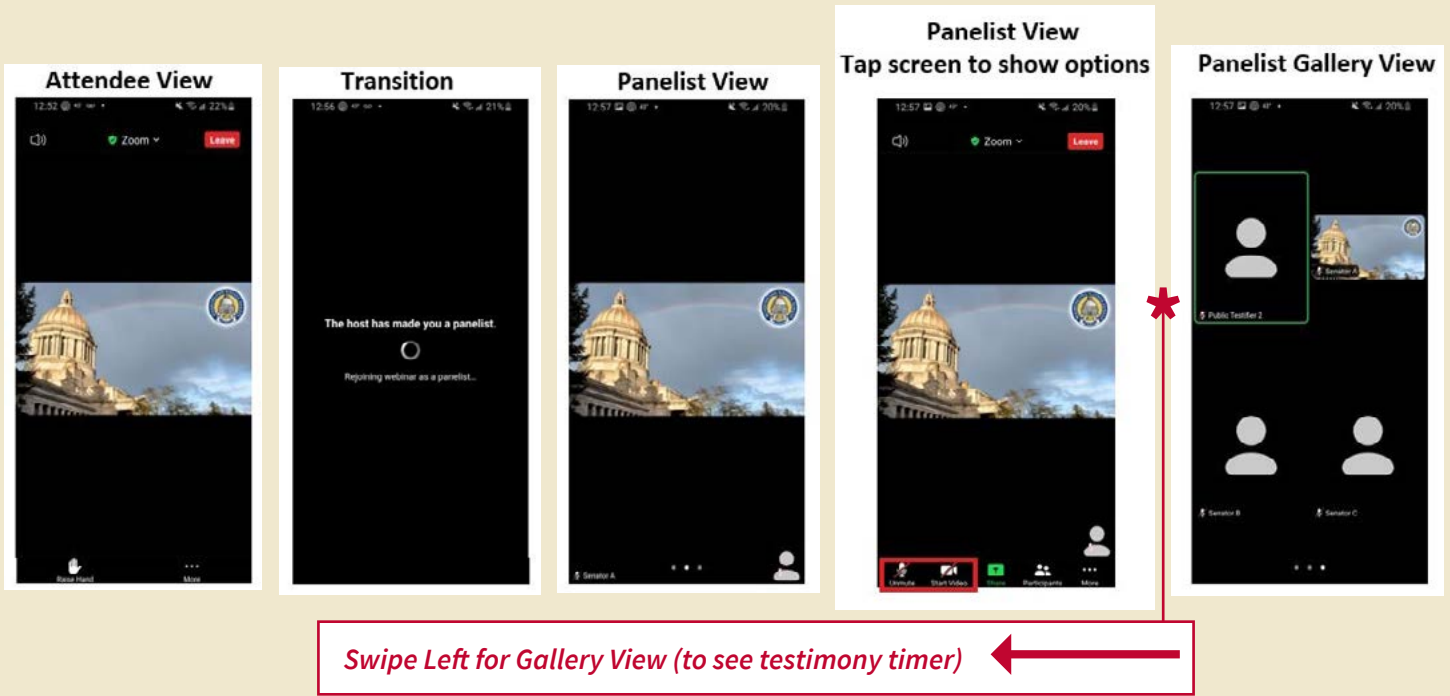 Attendee View
12:52
22%
Zoom
Leave
Raise Hand
More
Transition
12:56
21%
The host has made you a panelist.
Rejoining webinar as a panelist...
Panelist View
12:57
20%
Senator A
Panelist View
Tap screen to show options
12:57
20%
Zoom
Leave
Unmute
Start Video
Share
Participants
More
Panelist Gallery View
12:57
20%
Public Testifier 2
Senator A
Senator B
Senator C
*
Swipe Left for Gallery View (to see testimony timer)